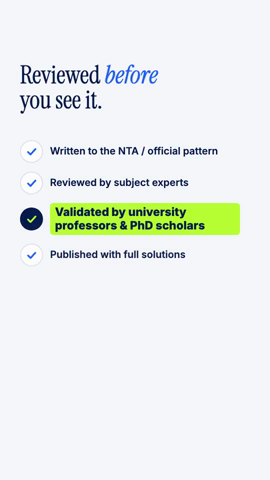 Reviewed before
you see it.
Written to the NTA / official pattern
Reviewed by subject experts
Validated by university
professors & PhD scholars
Published with full solutions